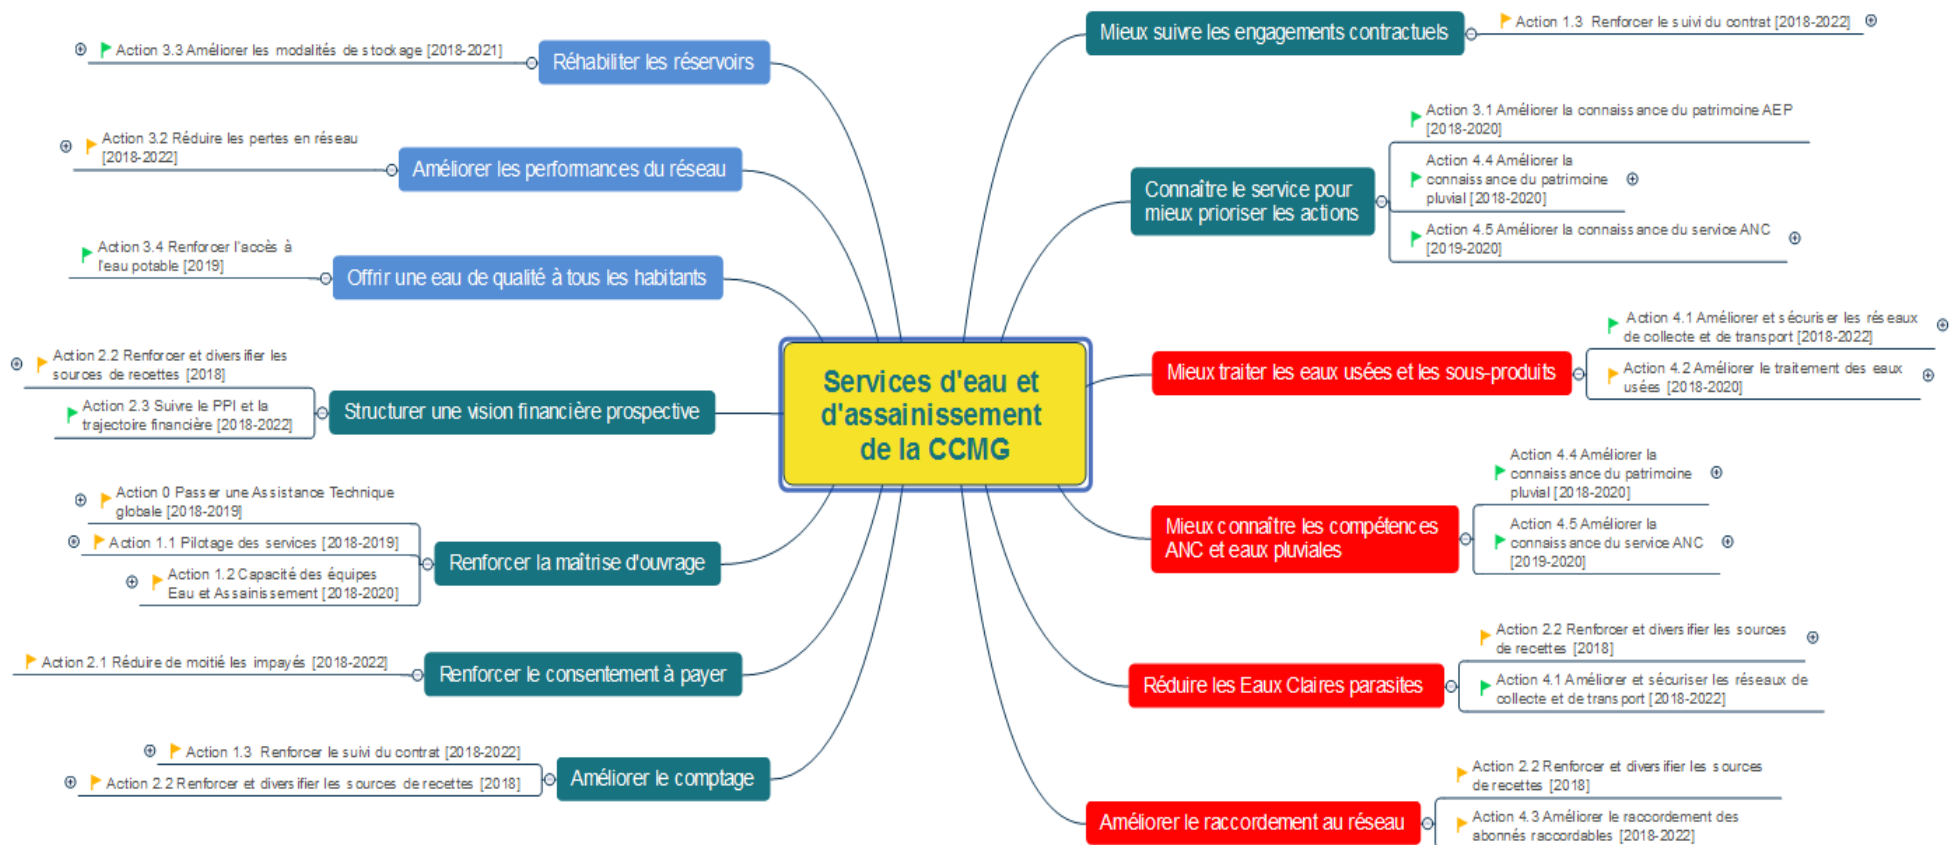 Services d'eau et
d'assainissement
de la CCMG
Réhabiliter les réservoirs
Action 3.3 Améliorer les modalités de stockage [2018-2021]
Améliorer les performances du réseau
Action 3.2 Réduire les pertes en réseau
[2018-2022]
Offrir une eau de qualité à tous les habitants
Action 3.4 Renforcer l'accès à
l'eau potable [2019]
Structurer une vision financière prospective
Action 2.2 Renforcer et diversifier les
sources de recettes [2018]
Action 2.3 Suivre le PPI et la
trajectoire financière [2018-2022]
Renforcer la maîtrise d'ouvrage
Action 0 Passer une Assistance Technique
globale [2018-2019]
Action 1.1 Pilotage des services [2018-2019]
Action 1.2 Capacité des équipes
Eau et Assainissement [2018-2020]
Renforcer le consentement à payer
Action 2.1 Réduire de moitié les impayés [2018-2022]
Améliorer le comptage
Action 1.3 Renforcer le suivi du contrat [2018-2022]
Action 2.2 Renforcer et diversifier les sources de recettes [2018]
Mieux suivre les engagements contractuels
Action 1.3 Renforcer le suivi du contrat [2018-2022]
Connaître le service pour
mieux prioriser les actions
Action 3.1 Améliorer la connaissance du patrimoine AEP
[2018-2020]
Action 4.4 Améliorer la
connaissance du patrimoine
pluvial [2018-2020]
Action 4.5 Améliorer la connaissance du service ANC
[2019-2020]
Mieux traiter les eaux usées et les sous-produits
Action 4.1 Améliorer et sécuriser les réseaux
de collecte et de transport [2018-2022]
Action 4.2 Améliorer le traitement des eaux
usées [2018-2020]
Mieux connaître les compétences
ANC et eaux pluviales
Action 4.4 Améliorer la
connaissance du patrimoine
pluvial [2018-2020]
Action 4.5 Améliorer la
connaissance du service ANC
[2019-2020]
Réduire les Eaux Claires parasites
Action 2.2 Renforcer et diversifier les sources
de recettes [2018]
Action 4.1 Améliorer et sécuriser les réseaux de
collecte et de transport [2018-2022]
Améliorer le raccordement au réseau
Action 2.2 Renforcer et diversifier les sources
de recettes [2018]
Action 4.3 Améliorer le raccordement des
abonnés raccordables [2018-2022]